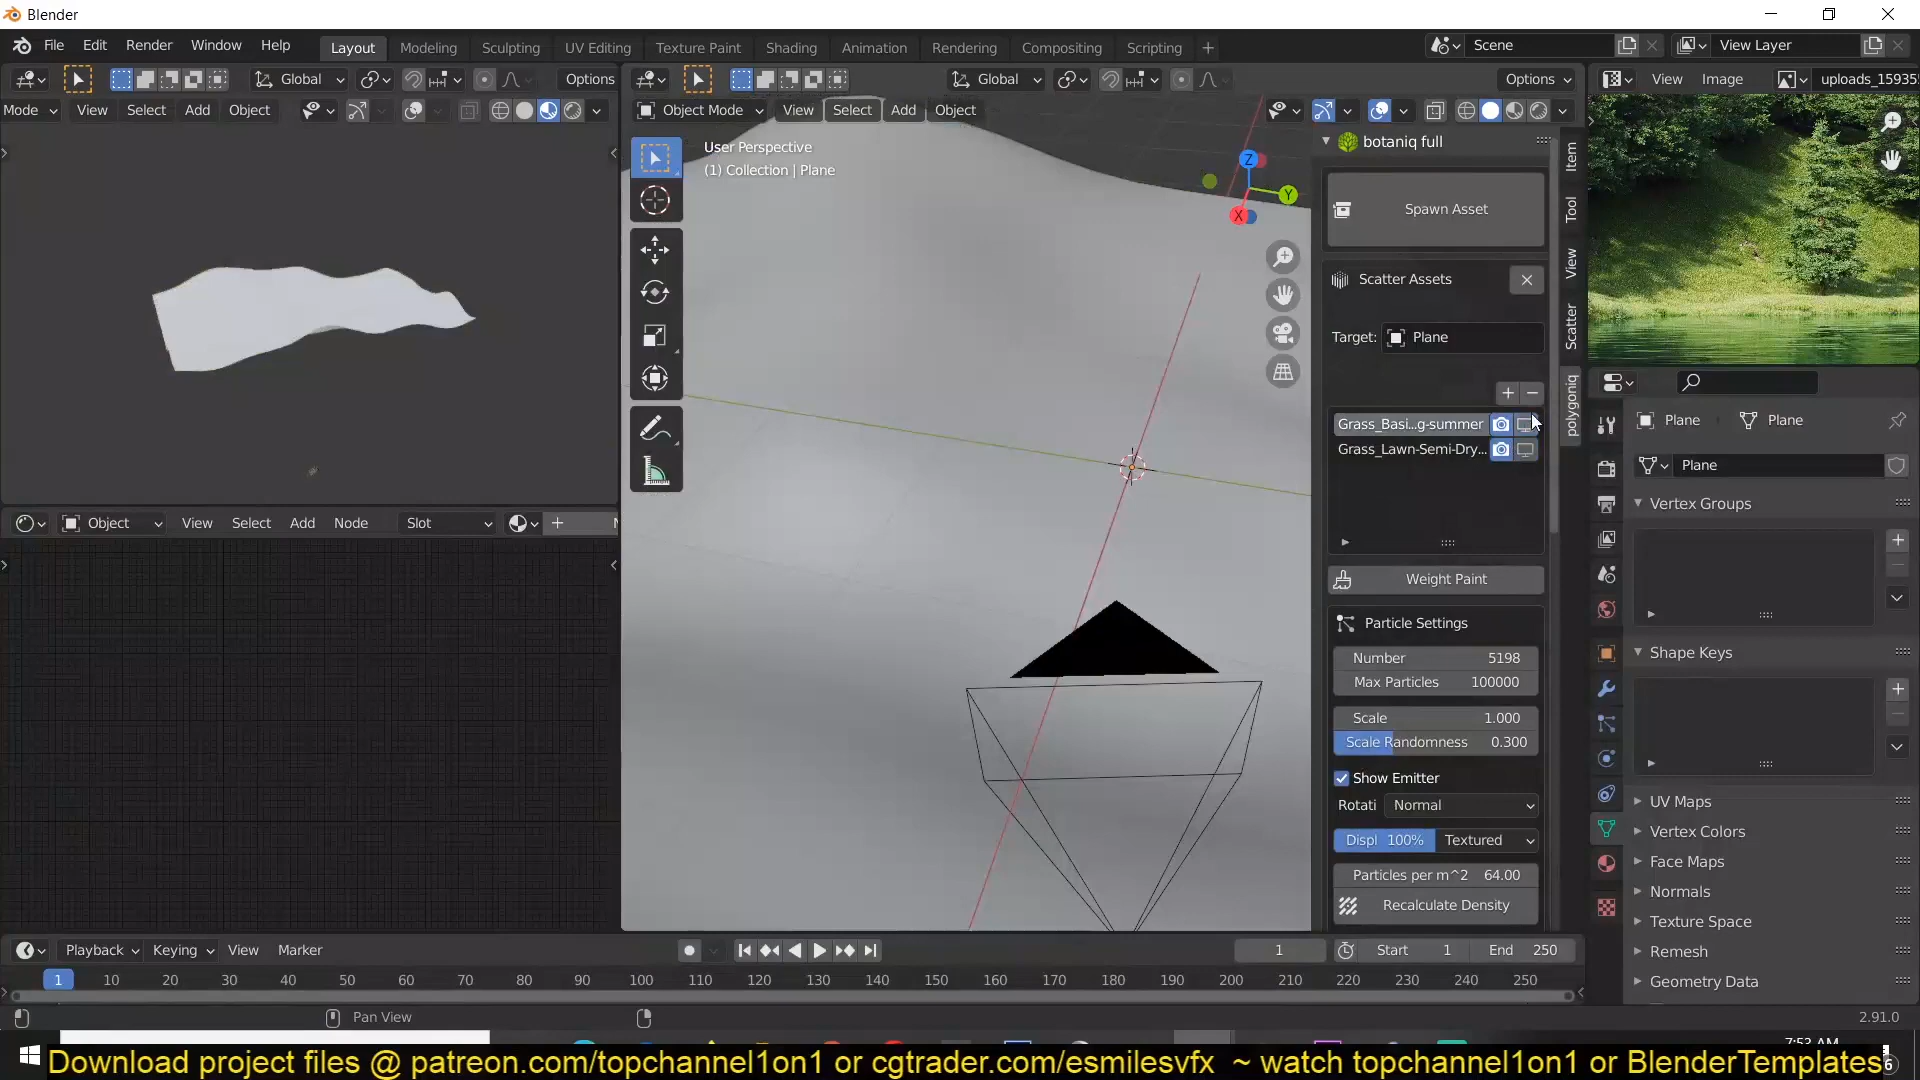 Blender
File Edit Render Window Help Layout Modeling Sculpting UV Editing Texture Paint Shading Animation Rendering Compositing Scripting + Scene View Layer
Global Options Global Options View Image uploads_15935
Mode View Select Add Object Object Mode View Select Add Object
User Perspective
(1) Collection | Plane
Z
Y
X
botaniq full
Spawn Asset
Scatter Assets
Target: Plane
Grass_Basi...g-summer
Grass_Lawn-Semi-Dry...
Weight Paint
Particle Settings
Number 5198
Max Particles 100000
Scale 1.000
Scale Randomness 0.300
Show Emitter
Rotati Normal
Displ 100% Textured
Particles per m^2 64.00
Recalculate Density
Item
Tool
View
Scatter
polygoniq
Plane Plane
Plane
Vertex Groups
Shape Keys
UV Maps
Vertex Colors
Face Maps
Normals
Texture Space
Remesh
Geometry Data
Object View Select Add Node Slot
Playback Keying View Marker 1 Start 1 End 250
1 10 20 30 40 50 60 70 80 90 100 110 120 130 140 150 160 170 180 190 200 210 220 230 240 250
Pan View 2.91.0
Download project files @ patreon.com/topchannel1on1 or cgtrader.com/esmilesvfx ~ watch topchannel1on1 or BlenderTemplates